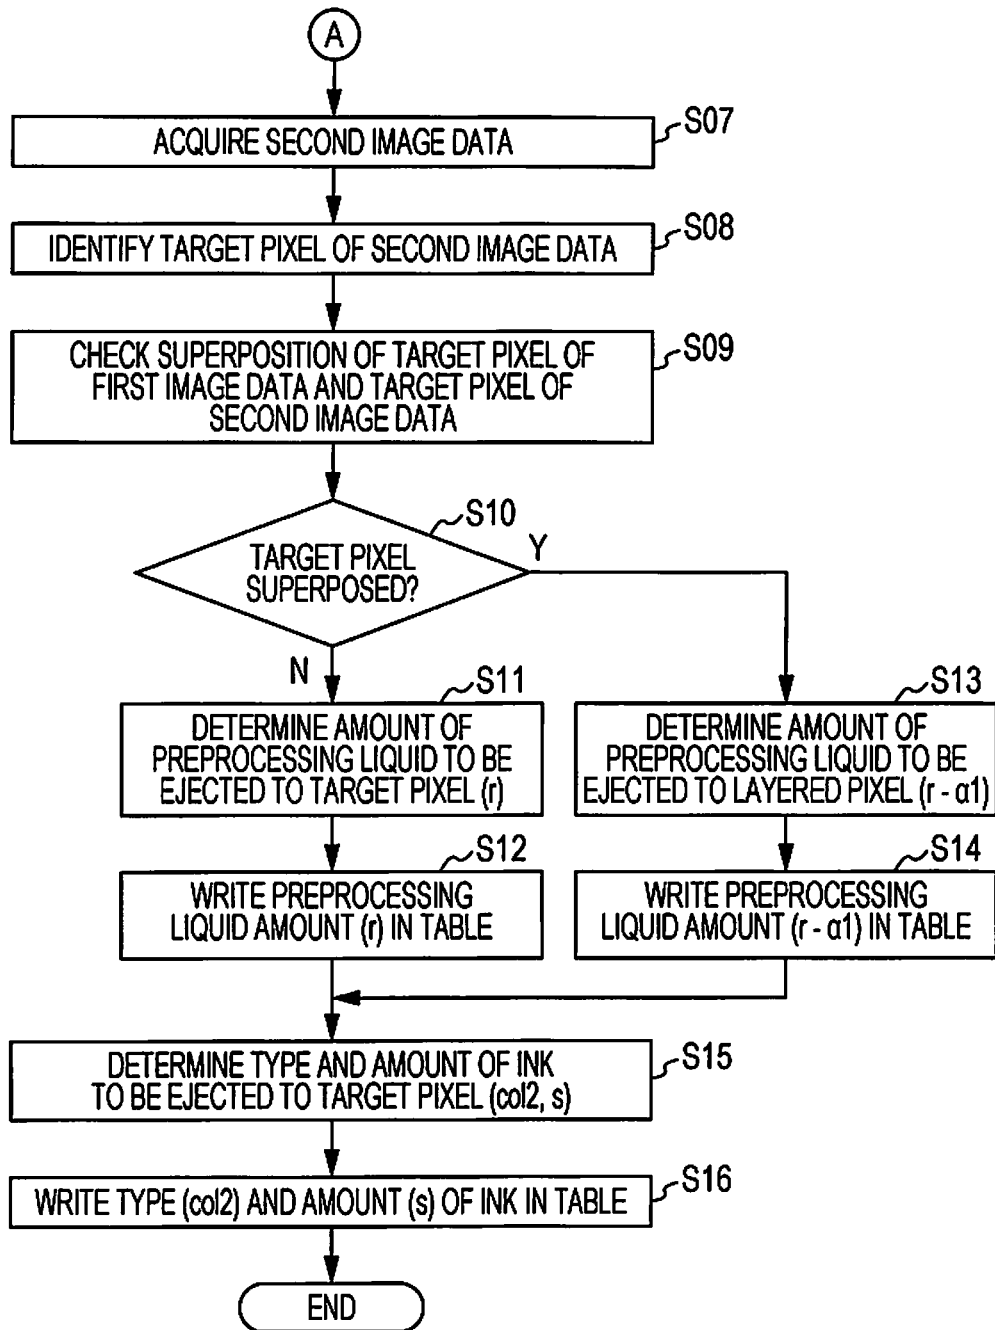 A
ACQUIRE SECOND IMAGE DATA
S07
IDENTIFY TARGET PIXEL OF SECOND IMAGE DATA
S08
CHECK SUPERPOSITION OF TARGET PIXEL OF
FIRST IMAGE DATA AND TARGET PIXEL OF
SECOND IMAGE DATA
S09
S10
TARGET PIXEL
SUPERPOSED?
Y
N
S11
DETERMINE AMOUNT OF
PREPROCESSING LIQUID TO BE
EJECTED TO TARGET PIXEL (r)
S13
DETERMINE AMOUNT OF
PREPROCESSING LIQUID TO BE
EJECTED TO LAYERED PIXEL (r - α1)
S12
WRITE PREPROCESSING
LIQUID AMOUNT (r) IN TABLE
S14
WRITE PREPROCESSING
LIQUID AMOUNT (r - α1) IN TABLE
DETERMINE TYPE AND AMOUNT OF INK
TO BE EJECTED TO TARGET PIXEL (col2, s)
S15
WRITE TYPE (col2) AND AMOUNT (s) OF INK IN TABLE
S16
END